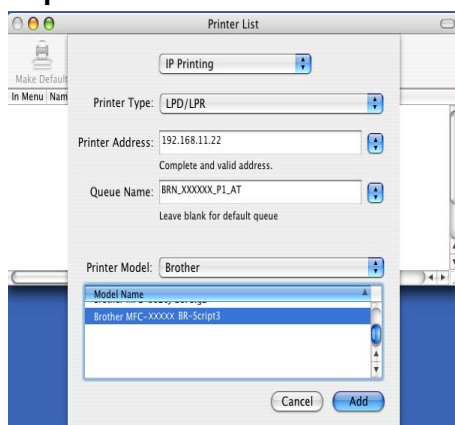 Printer List
IP Printing
Make Default
In Menu Nam
Printer Type: LPD/LPR
Printer Address: 192.168.11.22
Complete and valid address.
Queue Name: BRN_XXXXXX_P1_AT
Leave blank for default queue
Printer Model: Brother
Model Name
Brother MFC-XXXXX BR-Script3
Cancel Add